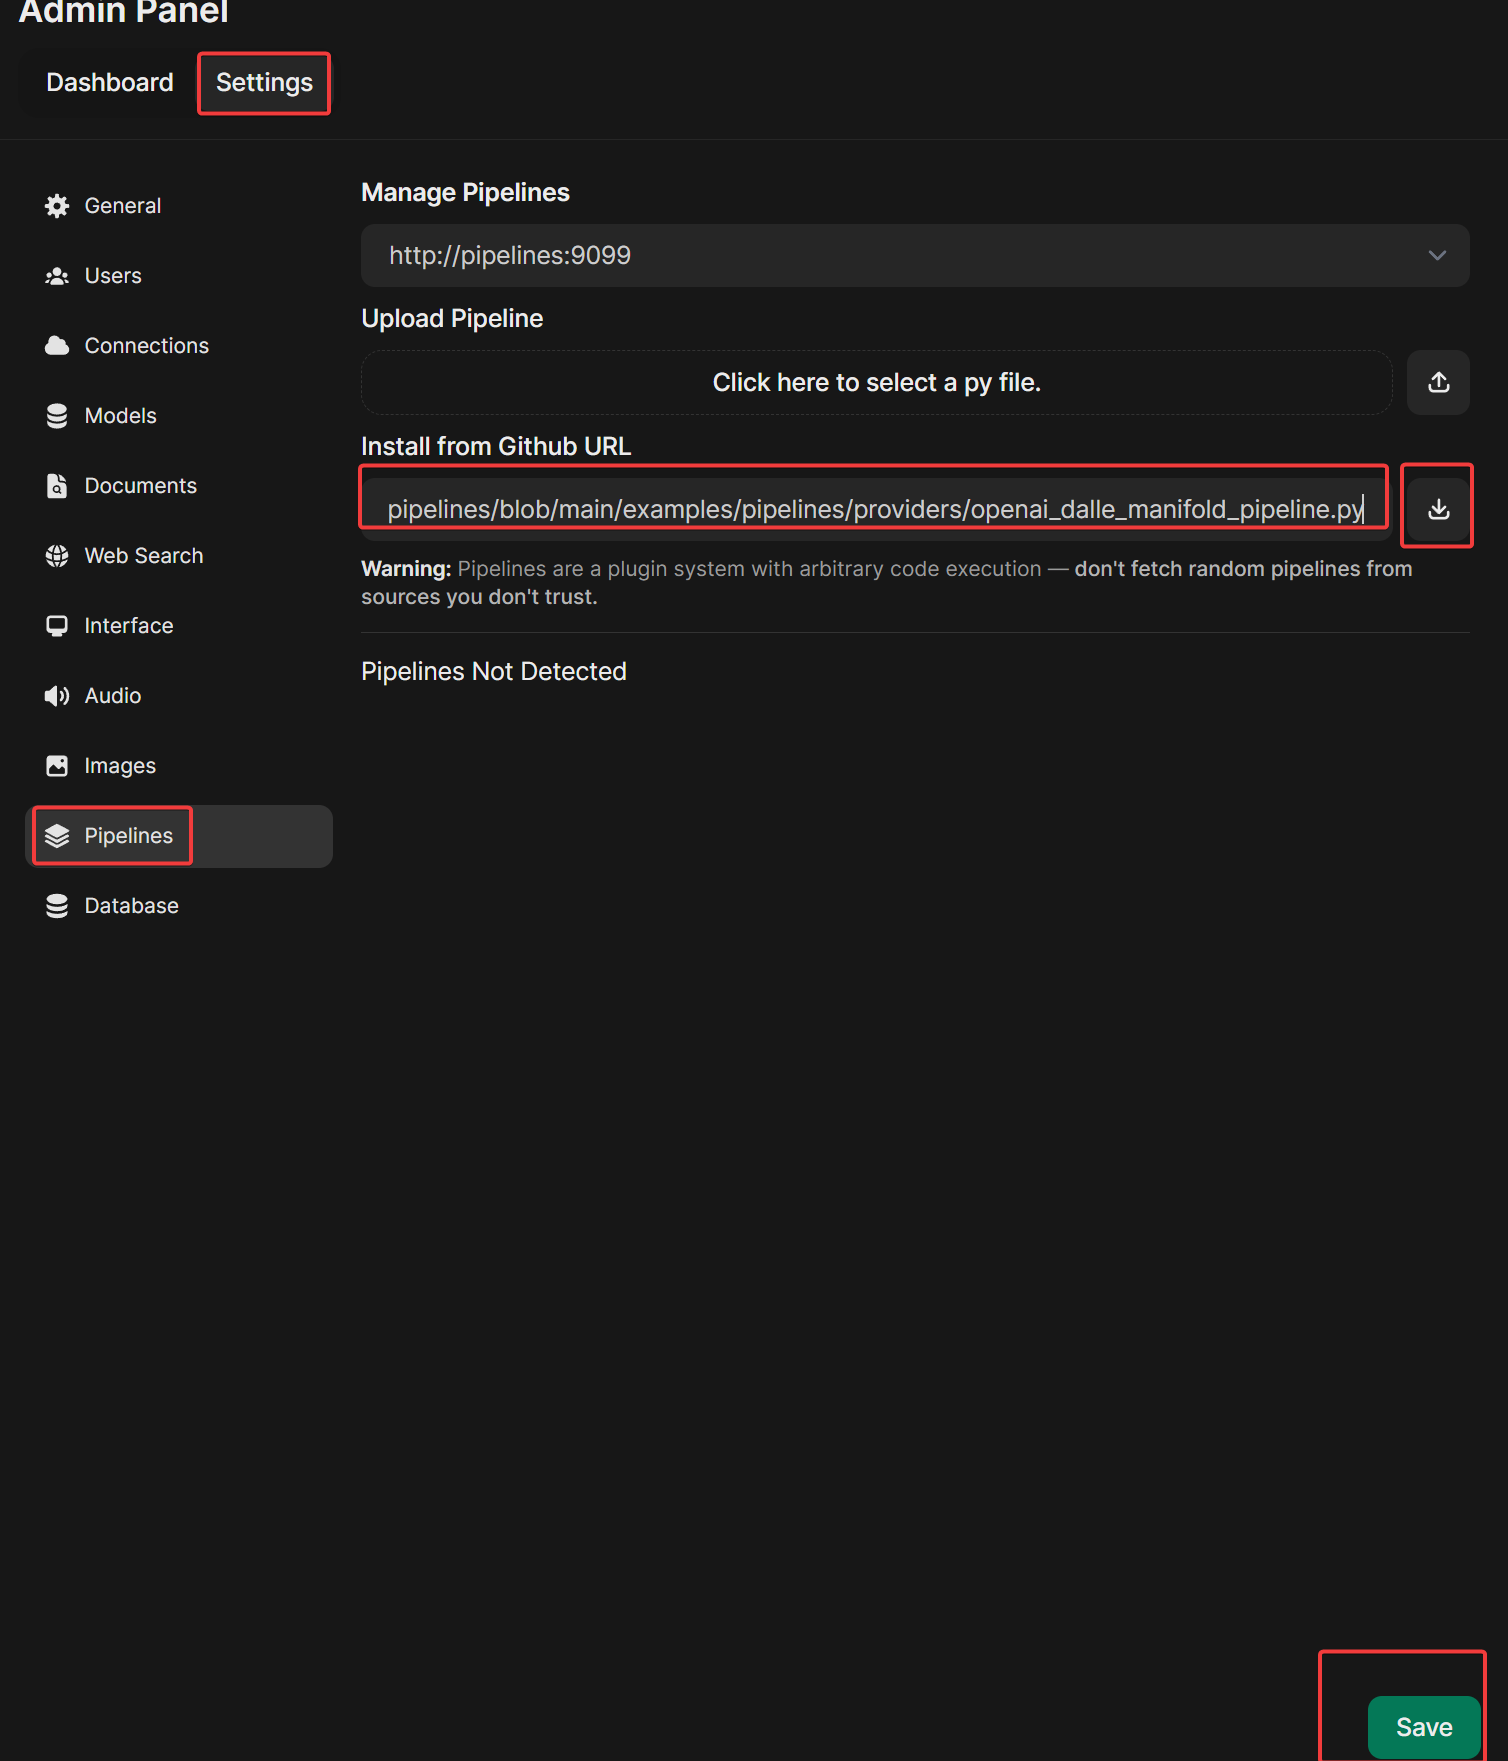 Admin Panel
Dashboard
Settings
General
Users
Connections
Models
Documents
Web Search
Interface
Audio
Images
Pipelines
Database
Manage Pipelines
http://pipelines:9099
Upload Pipeline
Click here to select a py file.
Install from Github URL
pipelines/blob/main/examples/pipelines/providers/openai_dalle_manifold_pipeline.py
Warning: Pipelines are a plugin system with arbitrary code execution — don't fetch random pipelines from
sources you don't trust.
Pipelines Not Detected
Save